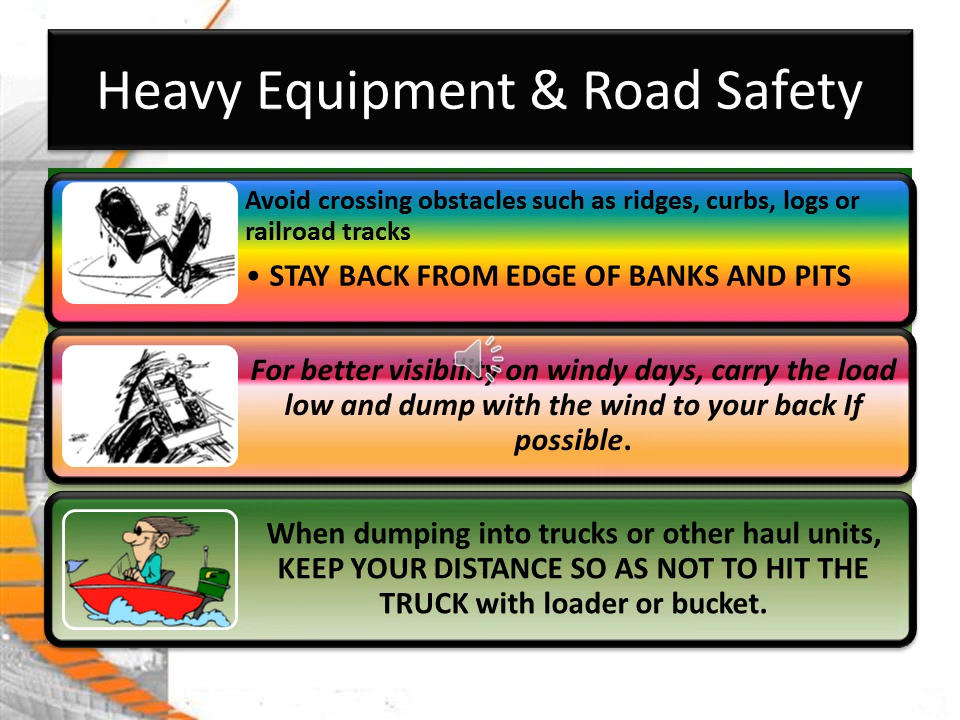 Heavy Equipment & Road Safety
Avoid crossing obstacles such as ridges, curbs, logs or
railroad tracks
• STAY BACK FROM EDGE OF BANKS AND PITS
For better visibility on windy days, carry the load
low and dump with the wind to your back If
possible.
When dumping into trucks or other haul units,
KEEP YOUR DISTANCE SO AS NOT TO HIT THE
TRUCK with loader or bucket.